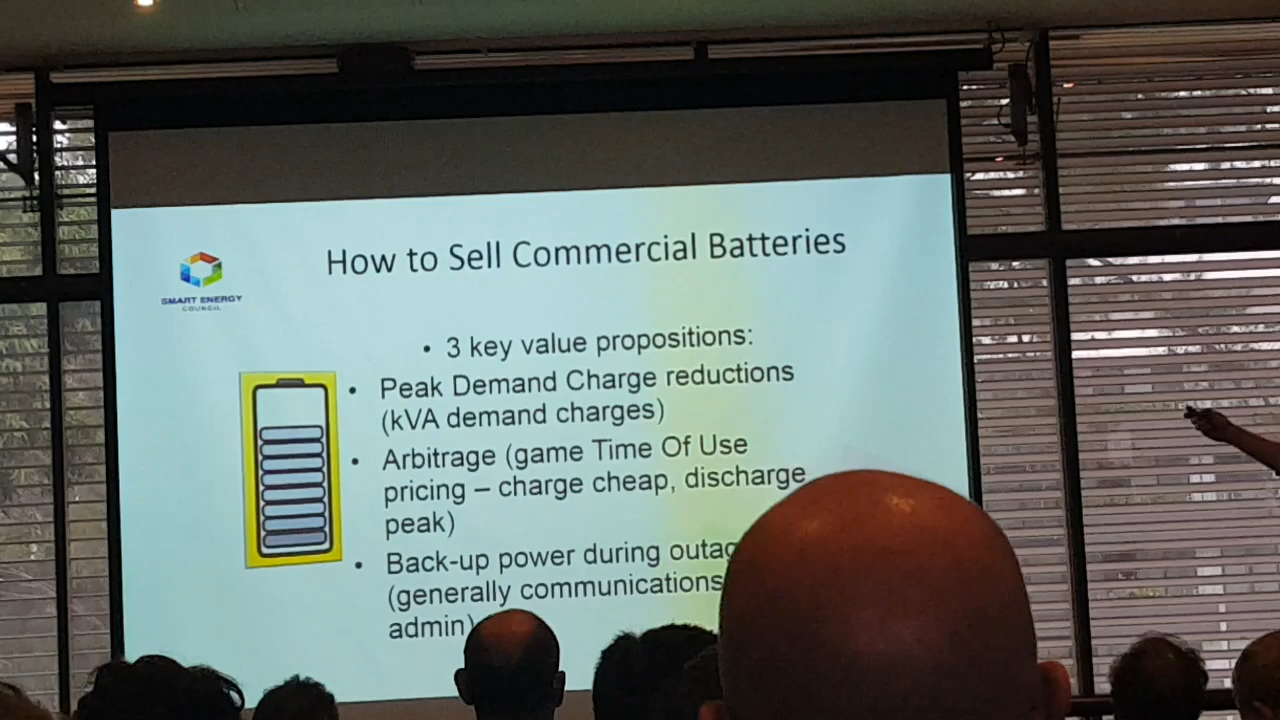 How to Sell Commercial Batteries
SMART ENERGY
COUNCIL
• 3 key value propositions:
• Peak Demand Charge reductions
(kVA demand charges)
• Arbitrage (game Time Of Use
pricing – charge cheap, discharge
peak)
• Back-up power during
(generally communications
admin)